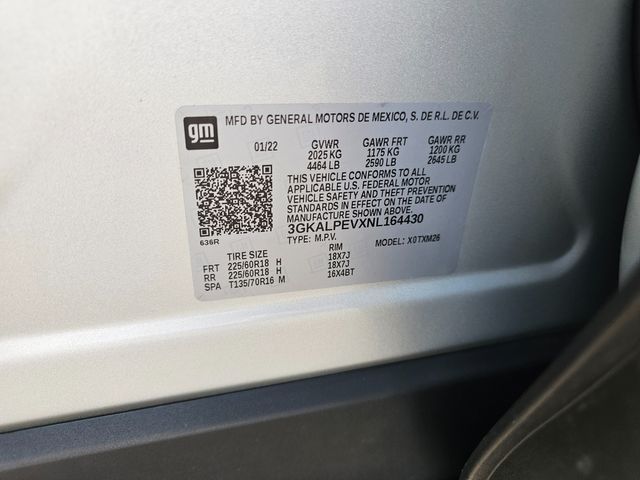 gm MFD BY GENERAL MOTORS DE MEXICO, S. DE R.L. DE C.V.
01/22 GVWR GAWR FRT GAWR RR
2025 KG 1175 KG 1200 KG
4464 LB 2590 LB 2645 LB
THIS VEHICLE CONFORMS TO ALL
APPLICABLE U.S. FEDERAL MOTOR
VEHICLE SAFETY AND THEFT PREVENTION
STANDARDS IN EFFECT ON THE DATE OF
MANUFACTURE SHOWN ABOVE.
3GKALPEVXNL164430
636R TYPE: M.P.V. MODEL: X0TXM26
TIRE SIZE RIM
FRT 225/60R18 H 18X7J
RR 225/60R18 H 18X7J
SPA T135/70R16 M 16X4BT